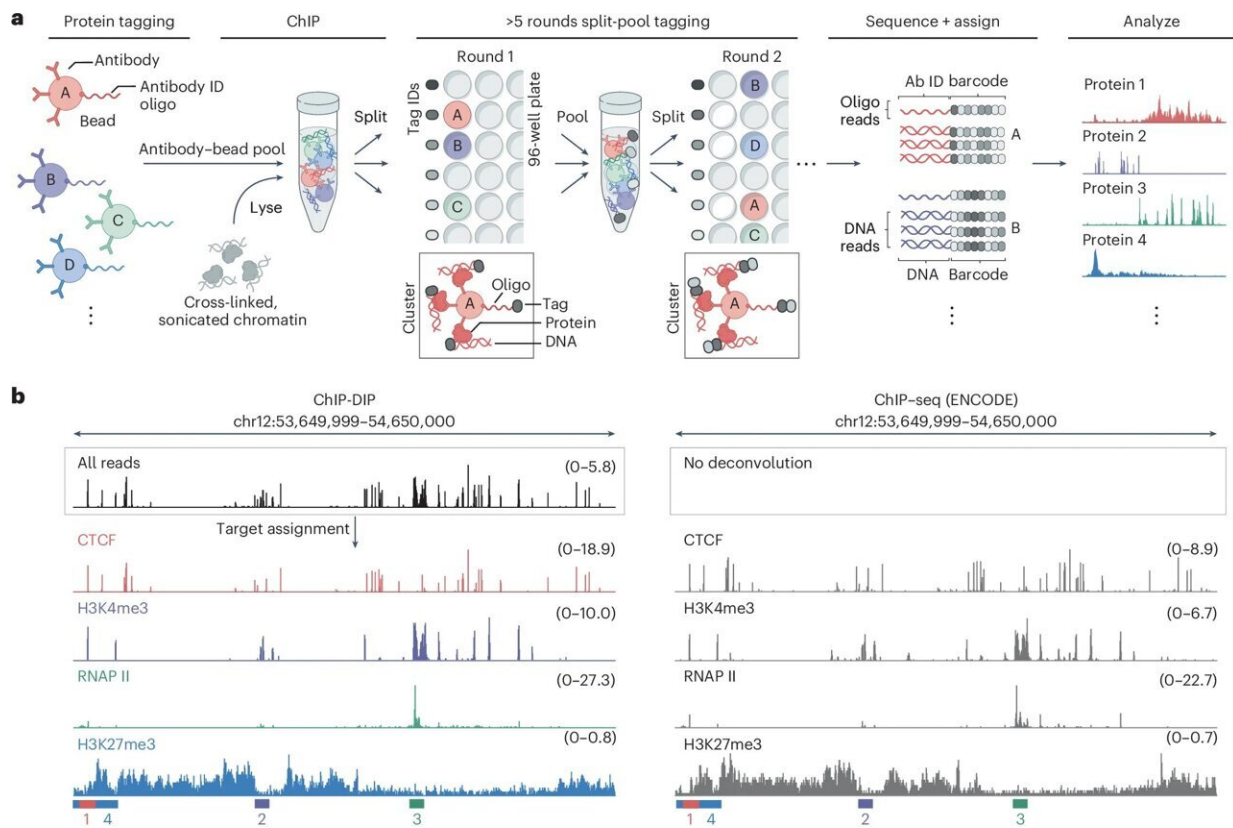 a
Protein tagging
ChIP
>5 rounds split-pool tagging
Sequence + assign
Analyze
Antibody
Antibody ID
oligo
Bead
A
B
C
D
Antibody–bead pool
Lyse
Cross-linked,
sonicated chromatin
Split
Round 1
Tag IDs
A
B
C
96-well plate
Pool
Split
Round 2
B
D
A
C
Cluster
A
Oligo
Tag
Protein
DNA
Cluster
A
Ab ID barcode
Oligo
reads
A
DNA
reads
B
DNA
Barcode
Protein 1
Protein 2
Protein 3
Protein 4
b
ChIP-DIP
chr12:53,649,999–54,650,000
All reads
(0–5.8)
Target assignment
CTCF
(0–18.9)
H3K4me3
(0–10.0)
RNAP II
(0–27.3)
H3K27me3
(0–0.8)
1
4
2
3
ChIP–seq (ENCODE)
chr12:53,649,999–54,650,000
No deconvolution
CTCF
(0–8.9)
H3K4me3
(0–6.7)
RNAP II
(0–22.7)
H3K27me3
(0–0.7)
1
4
2
3